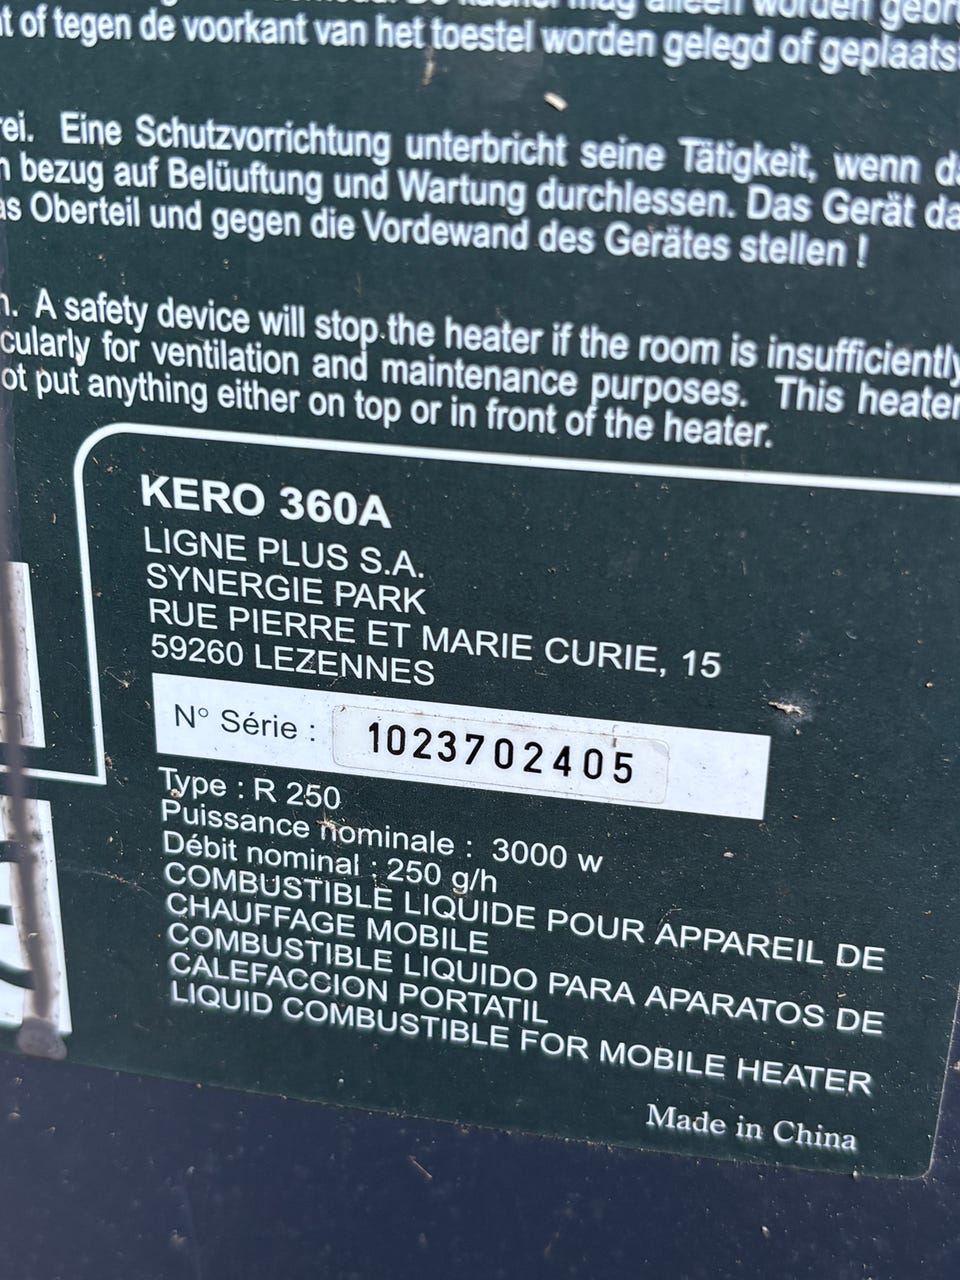 mag alleen worden
of tegen de voorkant van het toestel worden gelegd of geplaatst
Eine Schutzvorrichtung unterbricht seine Tätigkeit, wenn
bezug auf Belüuftung und Wartung durchlessen. Das Gerät
Oberteil und gegen die Vordewand des Gerätes stellen !
A safety device will stop the heater if the room is insufficiently
for ventilation and maintenance purposes. This heater
put anything either on top or in front of the heater.
KERO 360A
LIGNE PLUS S.A.
SYNERGIE PARK
RUE PIERRE ET MARIE CURIE, 15
59260 LEZENNES
N° Série : 1023702405
Type : R 250
Puissance nominale : 3000 w
Débit nominal : 250 g/h
COMBUSTIBLE LIQUIDE POUR APPAREIL DE
CHAUFFAGE MOBILE
COMBUSTIBLE LIQUIDO PARA APARATOS DE
CALEFACCION PORTATIL
LIQUID COMBUSTIBLE FOR MOBILE HEATER
Made in China